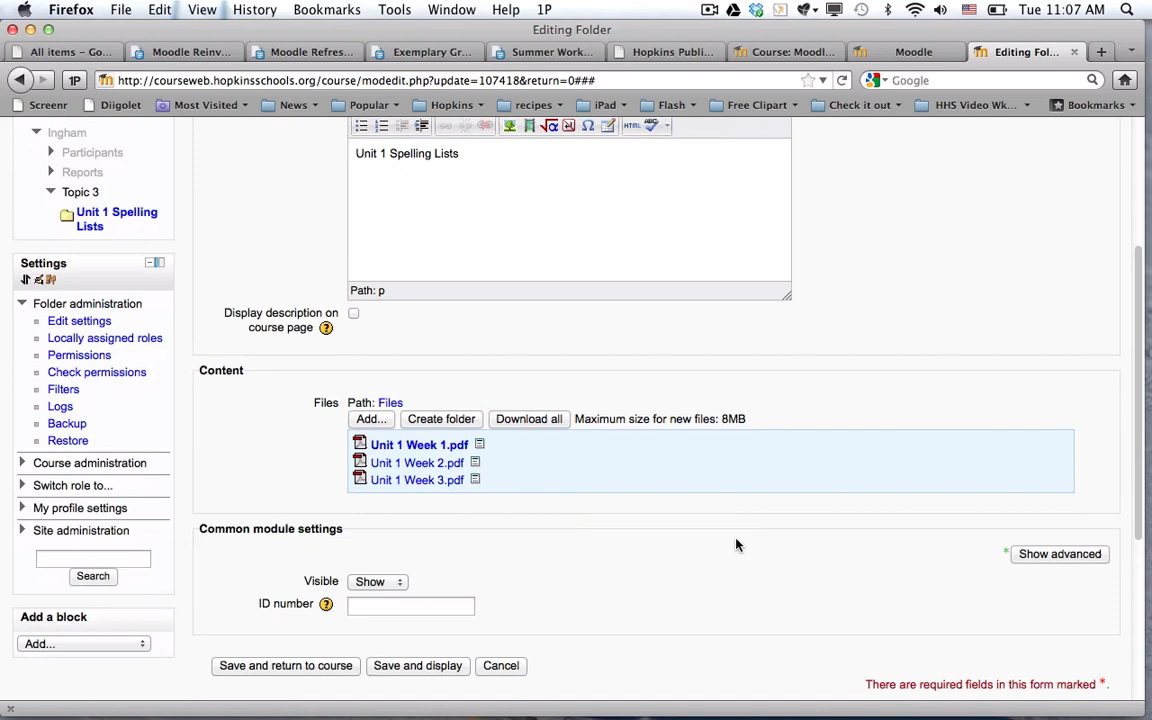 Firefox File Edit View History Bookmarks Tools Window Help 1P Tue 11:07 AM
Editing Folder
All items – Go... Moodle Reinv... Moodle Refres... Exemplary Gr... Summer Work... Hopkins Publi... Course: Moodl... Moodle Editing Fol...
1P http://courseweb.hopkinsschools.org/course/modedit.php?update=107418&return=0### Google
Screenr Diigolet Most Visited News Popular Hopkins recipes iPad Flash Free Clipart Check it out HHS Video Wk... Bookmarks
Ingham
Participants
Reports
Topic 3
Unit 1 Spelling
Lists
Settings
Folder administration
Edit settings
Locally assigned roles
Permissions
Check permissions
Filters
Logs
Backup
Restore
Course administration
Switch role to...
My profile settings
Site administration
Search
Add a block
Add...
HTML
Unit 1 Spelling Lists
Path: p
Display description on
course page
Content
Files Path: Files
Add... Create folder Download all Maximum size for new files: 8MB
Unit 1 Week 1.pdf
Unit 1 Week 2.pdf
Unit 1 Week 3.pdf
Common module settings
* Show advanced
Visible Show
ID number
Save and return to course Save and display Cancel
There are required fields in this form marked *.